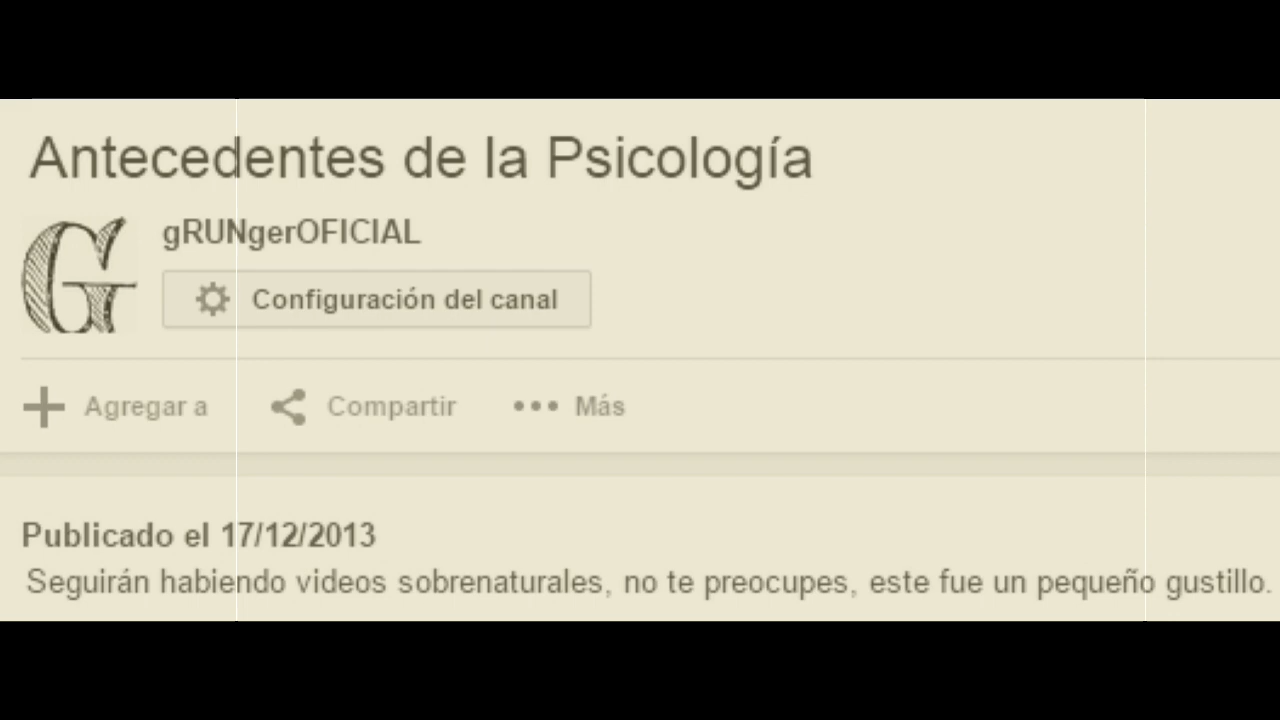 Antecedentes de la Psicología
G
gRUNgerOFICIAL
Configuración del canal
Agregar a Compartir Más
Publicado el 17/12/2013
Seguirán habiendo videos sobrenaturales, no te preocupes, este fue un pequeño gustillo.